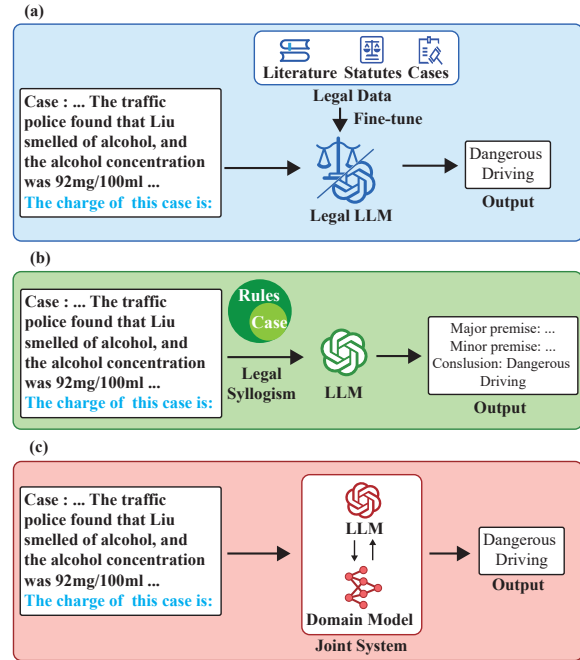 (a)
Literature Statutes Cases
Legal Data
Fine-tune
Case : ... The traffic
police found that Liu
smelled of alcohol, and
the alcohol concentration
was 92mg/100ml ...
The charge of this case is:
Legal LLM
Dangerous
Driving
Output
(b)
Case : ... The traffic
police found that Liu
smelled of alcohol, and
the alcohol concentration
was 92mg/100ml ...
The charge of this case is:
Rules
Case
Legal
Syllogism
LLM
Major premise: ...
Minor premise: ...
Conslusion: Dangerous
Driving
Output
(c)
Case : ... The traffic
police found that Liu
smelled of alcohol, and
the alcohol concentration
was 92mg/100ml ...
The charge of this case is:
LLM
Domain Model
Joint System
Dangerous
Driving
Output